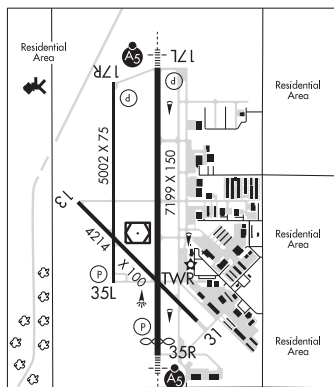 Residential
Area
A5
17L
17R
P
P
Residential
Area
5002 X 75
7199 X 150
13
4214 X 100
Residential
Area
P
TWR
35L
P
31
35R
Residential
Area
A5